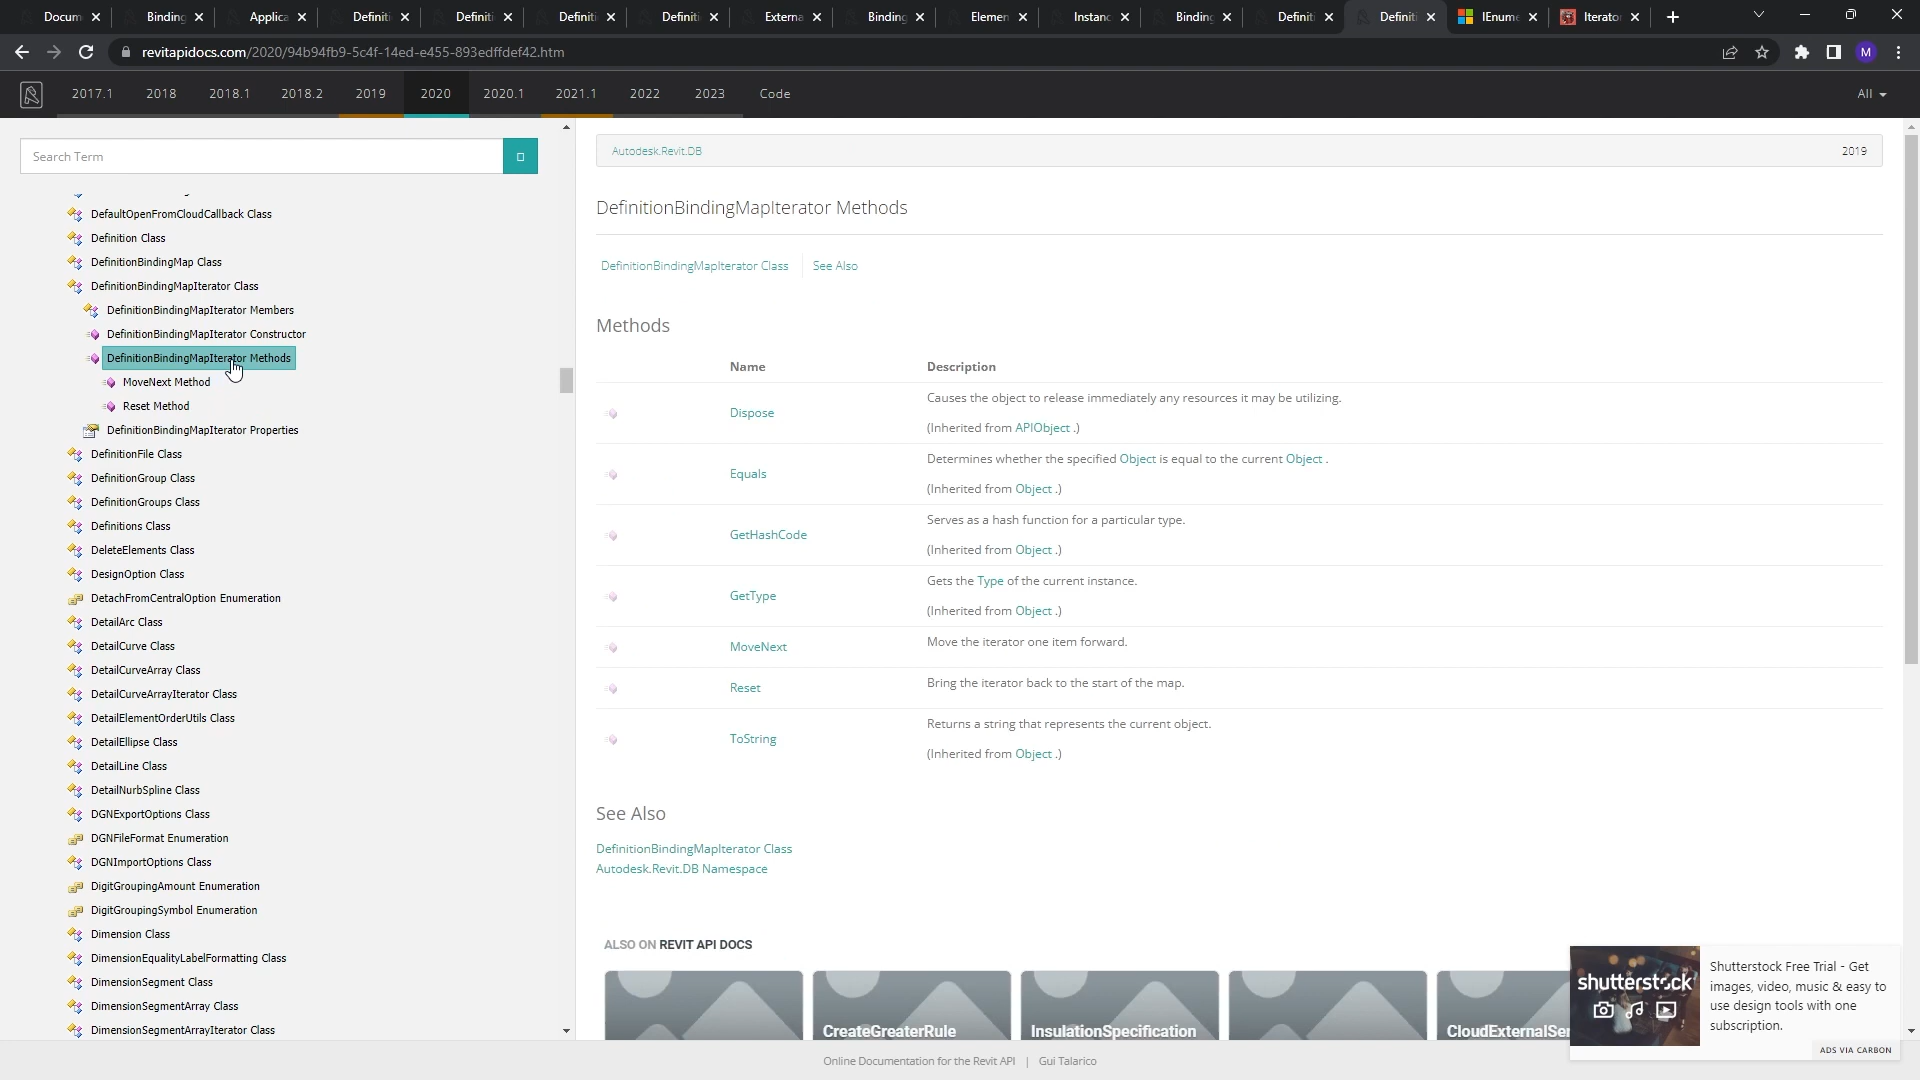 Docum
Binding
Applica
Definiti
Definiti
Definiti
Definiti
Externa
Binding
Elemen
Instanc
Binding
Definiti
Definiti
IEnume
Iterator
revitapidocs.com/2020/94b94fb9-5c4f-14ed-e455-893edffdef42.htm
M
2017.1
2018
2018.1
2018.2
2019
2020
2020.1
2021.1
2022
2023
Code
All
Search Term
DefaultOpenFromCloudCallback Class
Definition Class
DefinitionBindingMap Class
DefinitionBindingMapIterator Class
DefinitionBindingMapIterator Members
DefinitionBindingMapIterator Constructor
DefinitionBindingMapIterator Methods
MoveNext Method
Reset Method
DefinitionBindingMapIterator Properties
DefinitionFile Class
DefinitionGroup Class
DefinitionGroups Class
Definitions Class
DeleteElements Class
DesignOption Class
DetachFromCentralOption Enumeration
DetailArc Class
DetailCurve Class
DetailCurveArray Class
DetailCurveArrayIterator Class
DetailElementOrderUtils Class
DetailEllipse Class
DetailLine Class
DetailNurbSpline Class
DGNExportOptions Class
DGNFileFormat Enumeration
DGNImportOptions Class
DigitGroupingAmount Enumeration
DigitGroupingSymbol Enumeration
Dimension Class
DimensionEqualityLabelFormatting Class
DimensionSegment Class
DimensionSegmentArray Class
DimensionSegmentArrayIterator Class
Autodesk.Revit.DB
2019
DefinitionBindingMapIterator Methods
DefinitionBindingMapIterator Class
See Also
Methods
Name
Description
Dispose
Causes the object to release immediately any resources it may be utilizing.
(Inherited from APIObject .)
Equals
Determines whether the specified Object is equal to the current Object .
(Inherited from Object .)
GetHashCode
Serves as a hash function for a particular type.
(Inherited from Object .)
GetType
Gets the Type of the current instance.
(Inherited from Object .)
MoveNext
Move the iterator one item forward.
Reset
Bring the iterator back to the start of the map.
ToString
Returns a string that represents the current object.
(Inherited from Object .)
See Also
DefinitionBindingMapIterator Class
Autodesk.Revit.DB Namespace
ALSO ON REVIT API DOCS
CreateGreaterRule
InsulationSpecification
CloudExternalSer
shutterstock
Shutterstock Free Trial - Get
images, video, music & easy to
use design tools with one
subscription.
ADS VIA CARBON
Online Documentation for the Revit API | Gui Talarico